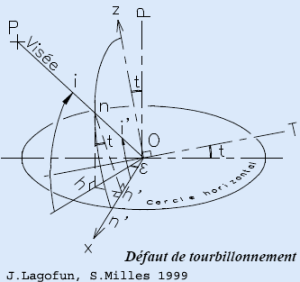 z
p
P
Visée
i
n
i'
t
t
O
T
t
ε
h
h'
n'
x
cercle horizontal
Défaut de tourbillonnement
J.Lagofun, S.Milles 1999